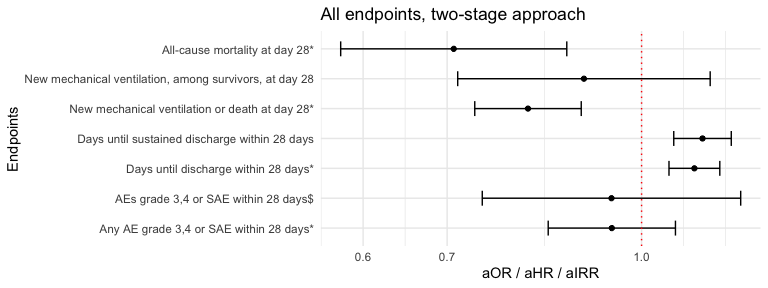 All endpoints, two-stage approach
Endpoints
All-cause mortality at day 28*
New mechanical ventilation, among survivors, at day 28
New mechanical ventilation or death at day 28*
Days until sustained discharge within 28 days
Days until discharge within 28 days*
AEs grade 3,4 or SAE within 28 days$
Any AE grade 3,4 or SAE within 28 days*
0.6 0.7 1.0
aOR / aHR / aIRR